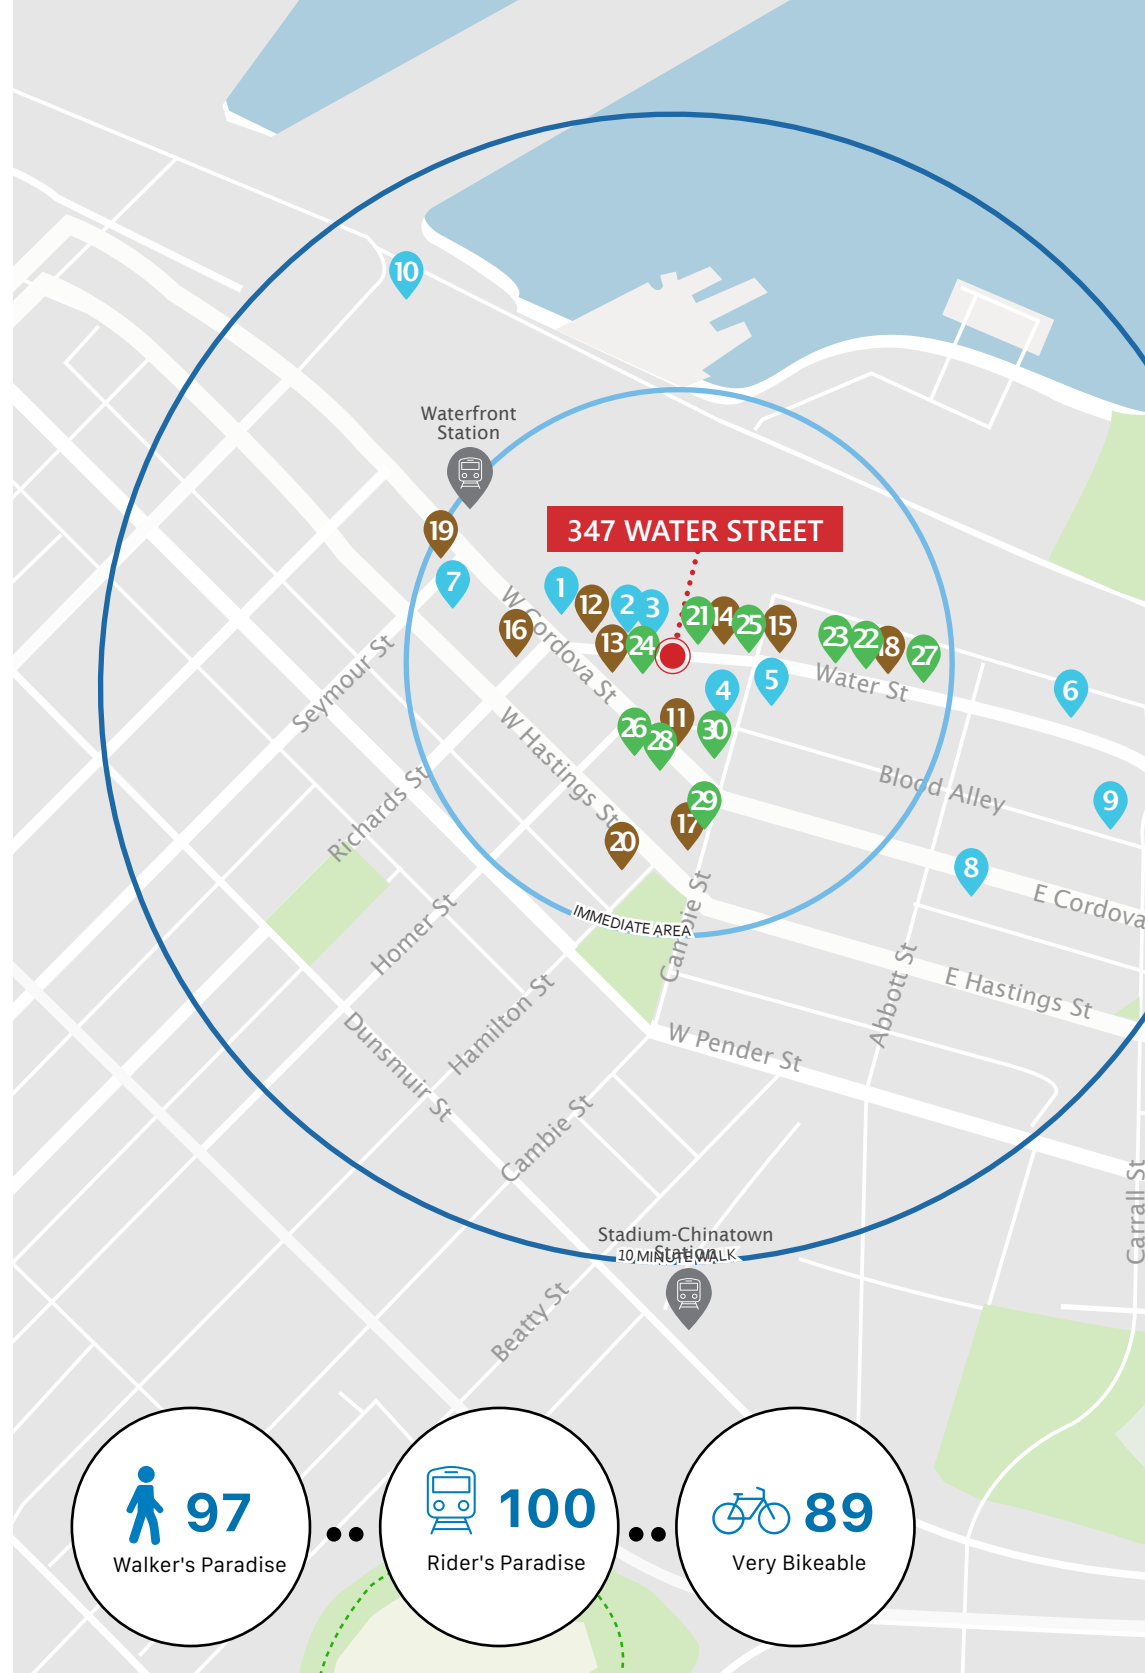 10
Waterfront
Station
347 WATER STREET
19
7
1
12
2
3
21
14
25
15
16
13
24
23
22
18
27
W Cordova St
Water St
Seymour St
4
5
6
11
26
28
30
W Hastings St
Richards St
Blood Alley
29
17
20
9
8
Cambie St
E Cordova
IMMEDIATE AREA
Homer St
Hamilton St
Abbott St
E Hastings St
Dunsmuir St
W Pender St
Cambie St
Carrall St
Stadium-Chinatown
Station
10 MINUTE WALK
Beatty St
97
Walker's Paradise
100
Rider's Paradise
89
Very Bikeable